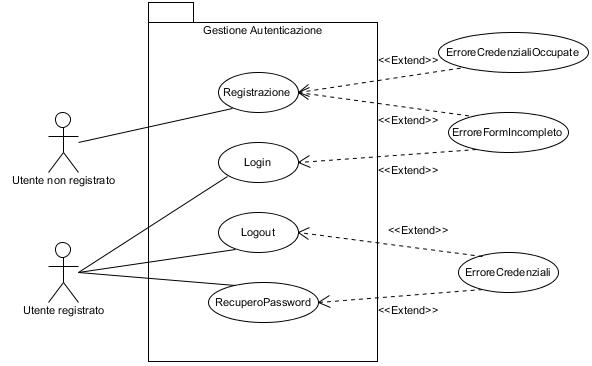 Gestione Autenticazione
<<Extend>>
ErroreCredenzialiOccupate
Registrazione
<<Extend>>
ErroreFormIncompleto
Utente non registrato
Login
<<Extend>>
Logout
<<Extend>>
ErroreCredenziali
RecuperoPassword
<<Extend>>
Utente registrato